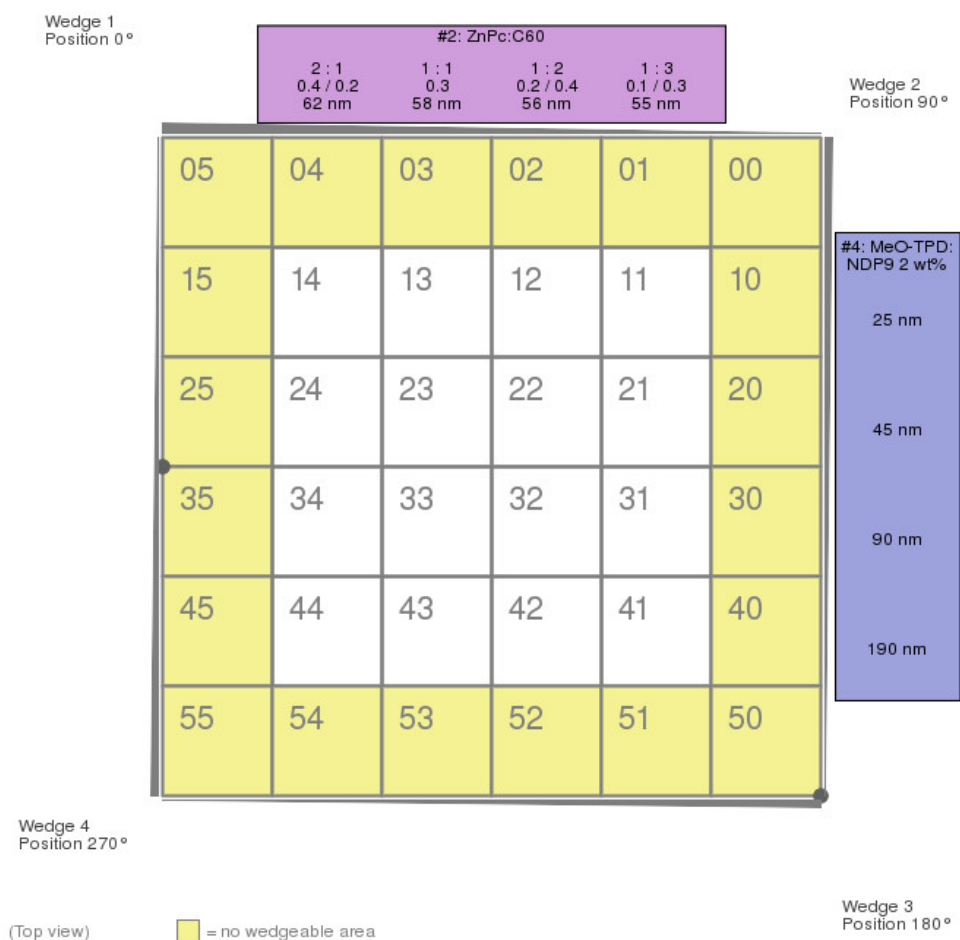 Wedge 1
Position 0°
#2: ZnPc:C60
2 : 1 1 : 1 1 : 2 1 : 3
0.4 / 0.2 0.3 0.2 / 0.4 0.1 / 0.3
62 nm 58 nm 56 nm 55 nm
Wedge 2
Position 90°
05 04 03 02 01 00
15 14 13 12 11 10
25 24 23 22 21 20
35 34 33 32 31 30
45 44 43 42 41 40
55 54 53 52 51 50
#4: MeO-TPD:
NDP9 2 wt%
25 nm
45 nm
90 nm
190 nm
Wedge 4
Position 270°
Wedge 3
Position 180°
(Top view)
= no wedgeable area